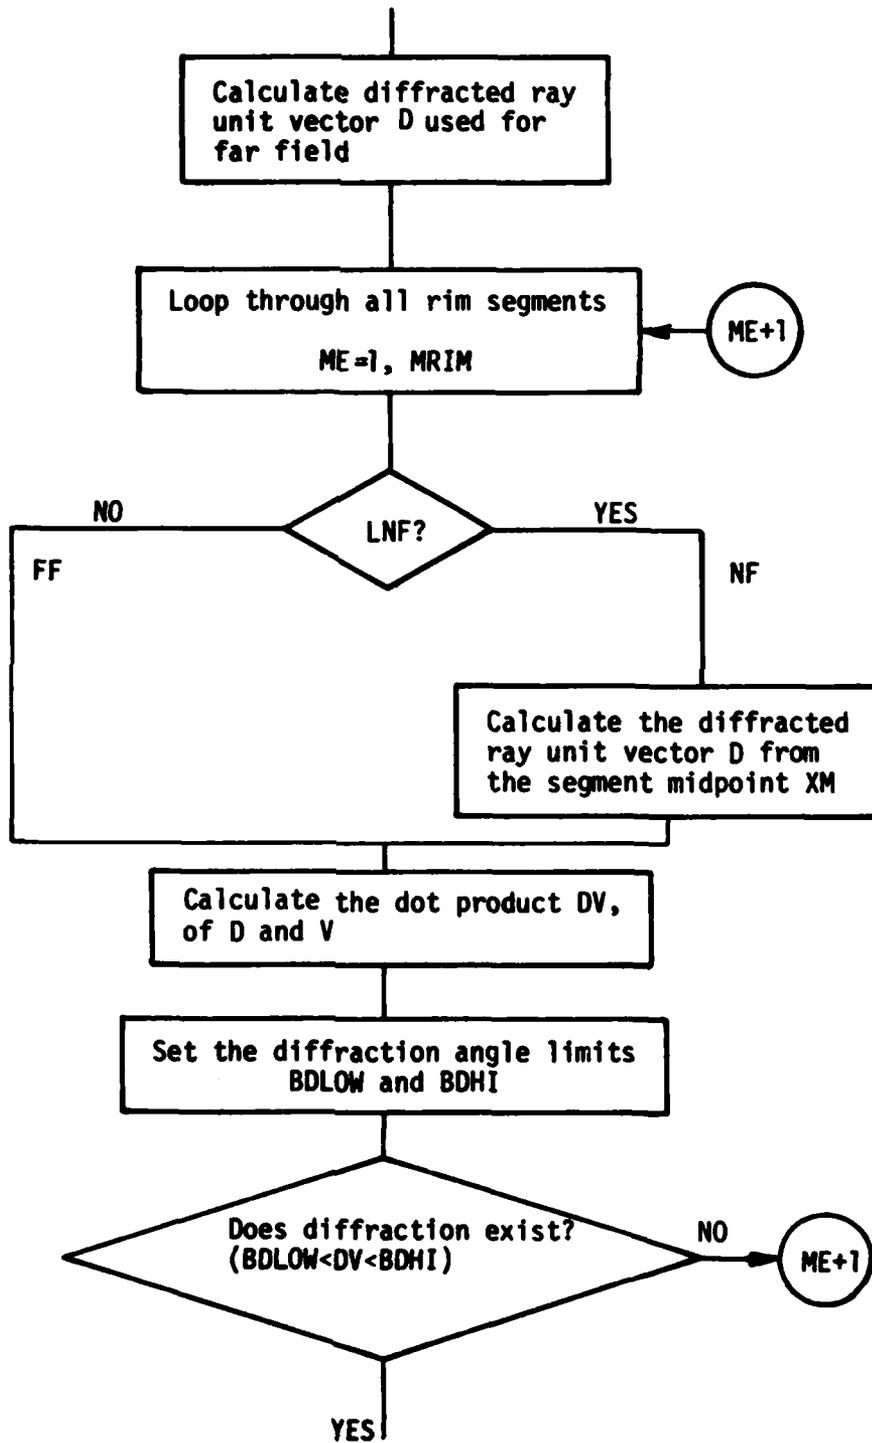 Calculate diffracted ray
unit vector D used for
far field
Loop through all rim segments
ME=1, MRIM
ME+1
NO
LNF?
YES
FF
NF
Calculate the diffracted
ray unit vector D from
the segment midpoint XM
Calculate the dot product DV,
of D and V
Set the diffraction angle limits
BDLOW and BDHI
Does diffraction exist?
(BDLOW<DV<BDHI)
NO
ME+1
YES